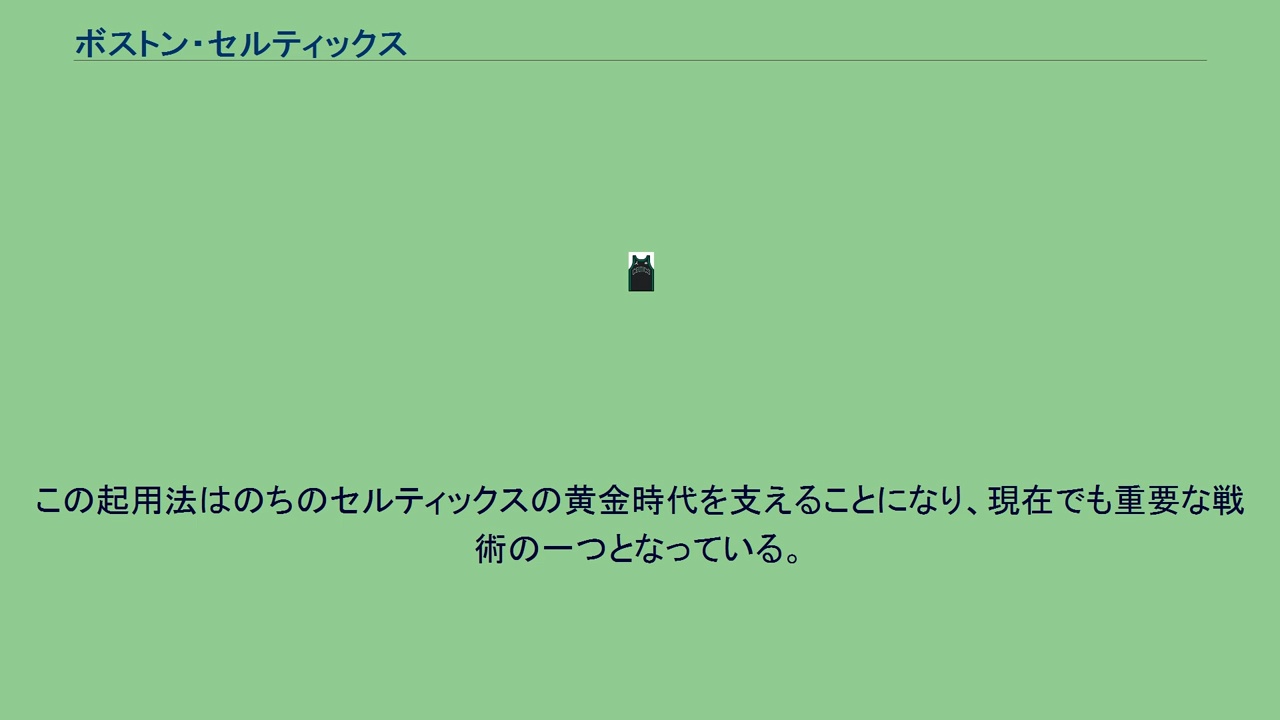 ボストン・セルティックス
この起用法はのちのセルティックスの黄金時代を支えることになり、現在でも重要な戦
術の一つとなっている。